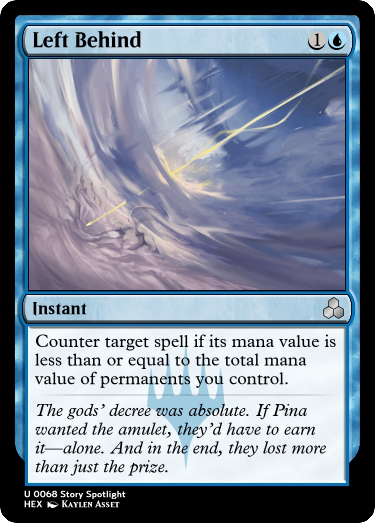 Left Behind 1
Instant
Counter target spell if its mana value is
less than or equal to the total mana
value of permanents you control.
The gods' decree was absolute. If Pina
wanted the amulet, they'd have to earn
it—alone. And in the end, they lost more
than just the prize.
U 0068 Story Spotlight
HEX Kaylen Asset